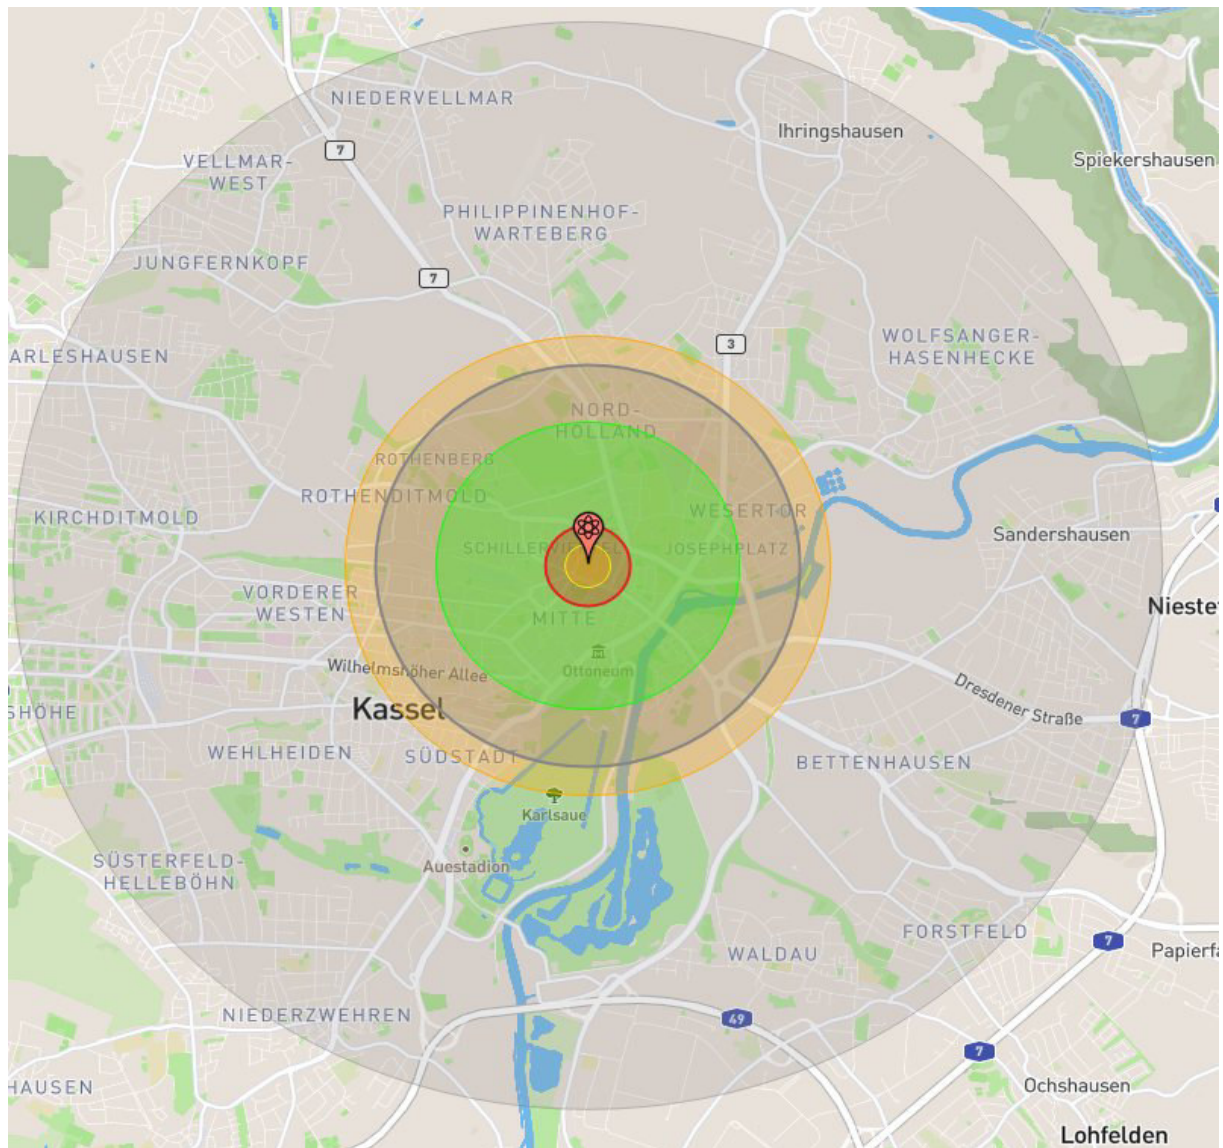 NIEDERVELLMAR
Ihringshausen
7
VELLMAR-
WEST
Spiekershausen
PHILIPPINENHOF-
WARTEBERG
JUNGFERNKOPF
7
3
WOLFSANGER-
HASENHECKE
ARLESHAUSEN
NORD-
HOLLAND
ROTHENBERG
ROTHENDITMOLD
WESERTOR
KIRCHDITMOLD
Sandershausen
JOSEPHPLATZ
VORDERER
WESTEN
Nieste
MITTE
Wilhelmshöher Allee
Ottoneum
Dresdener Straße
Kassel
SHÖHE
7
WEHLHEIDEN
SÜDSTADT
BETTENHAUSEN
Karlsaue
SÜSTERFELD-
HELLEBÖHN
Auestadion
FORSTFELD
7
WALDAU
Papierfa
NIEDERZWEHREN
49
7
HAUSEN
Ochshausen
Lohfelden